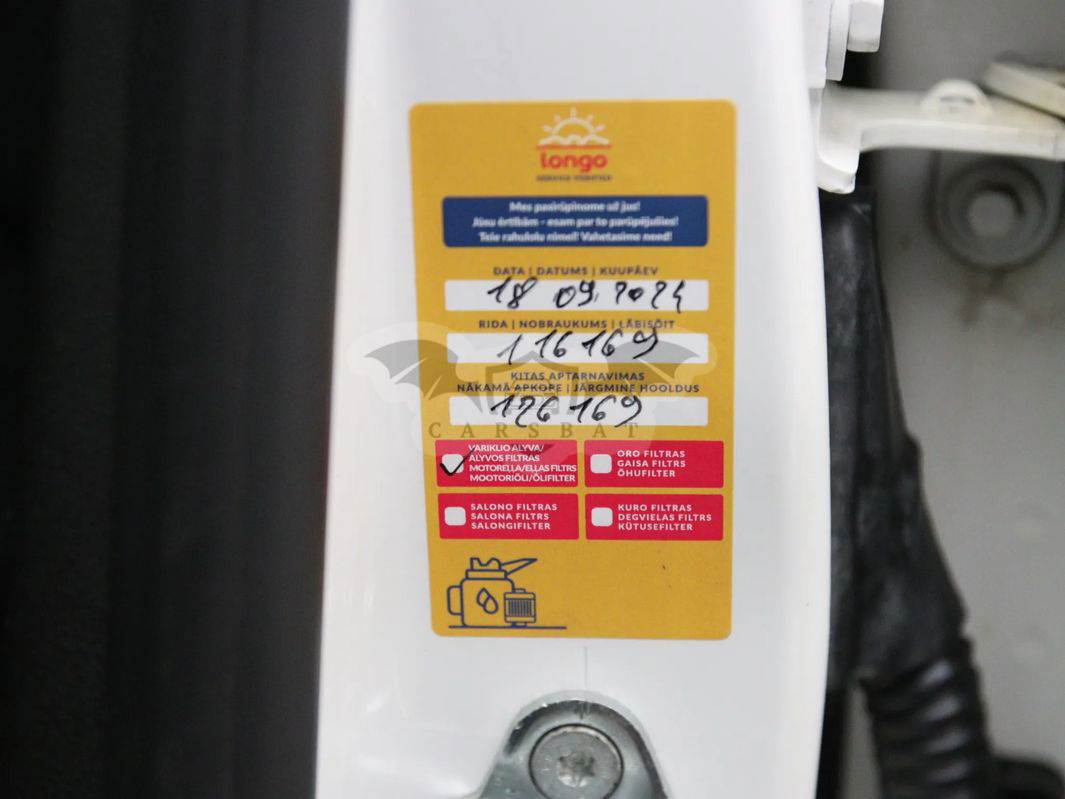 longo
SERVICE VERIFIED
Mes pasirūpinome už jus!
Jūsu ērtībām - esam par to parūpējušies!
Teie rahulolu nimel! Vahetasime need!
DATA | DATUMS | KUUPÄEV
18 09. 2024
RIDA | NOBRAUKUMS | LÄBISÕIT
116169
KITAS APTARNAVIMAS
NĀKAMĀ APKOPE | JÄRGMINE HOOLDUS
126169
CARSBAT
VARIKLIO ALYVA/
ALYVOS FILTRAS
MOTOREĻĻA/EĻĻAS FILTRS
MOOTORIÕLI/ÕLIFILTER
ORO FILTRAS
GAISA FILTRS
ÕHUFILTER
SALONO FILTRAS
SALONA FILTRS
SALONGIFILTER
KURO FILTRAS
DEGVIELAS FILTRS
KÜTUSEFILTER